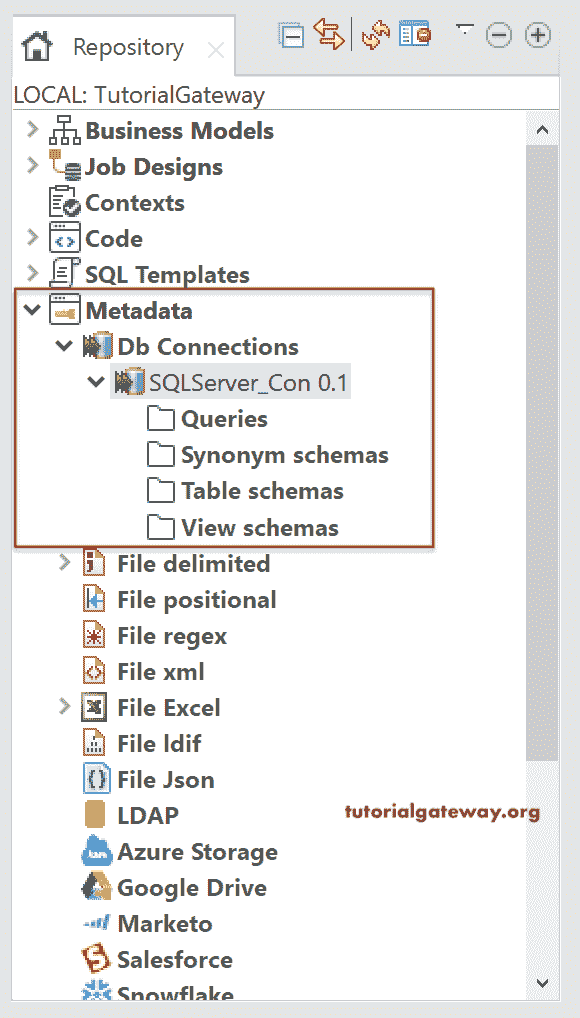 Repository
LOCAL: TutorialGateway
Business Models
Job Designs
Contexts
Code
SQL Templates
Metadata
Db Connections
SQLServer_Con 0.1
Queries
Synonym schemas
Table schemas
View schemas
File delimited
File positional
File regex
File xml
File Excel
File ldif
File Json
LDAP
tutorialgateway.org
Azure Storage
Google Drive
Marketo
Salesforce
Snowflake